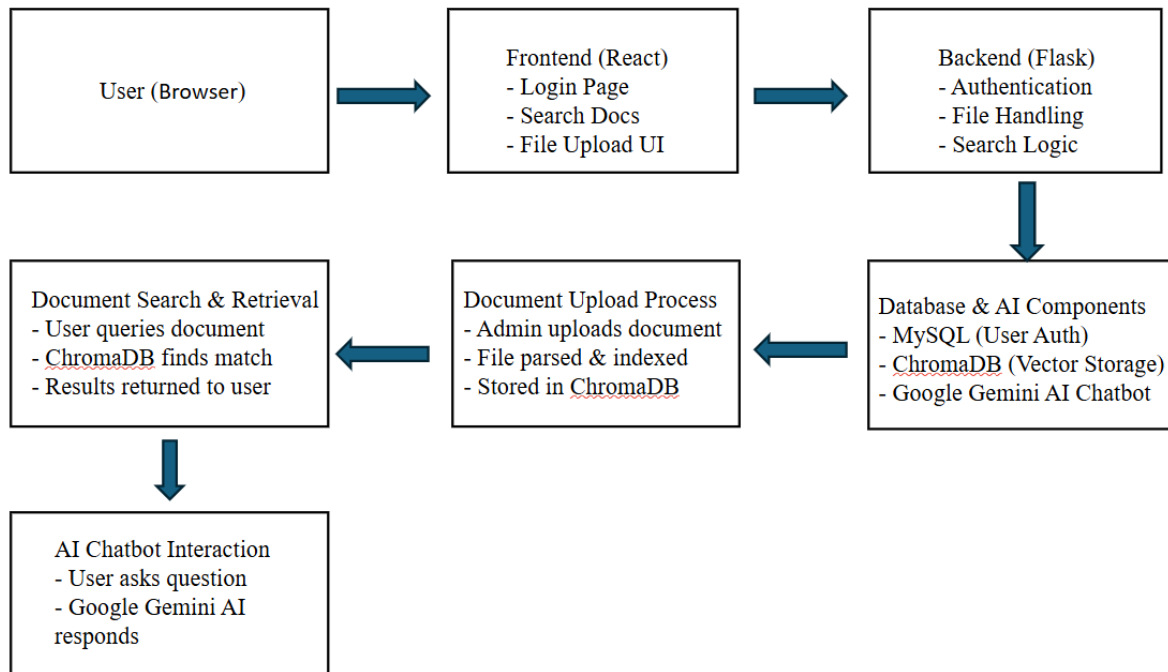 User (Browser)
Frontend (React)
- Login Page
- Search Docs
- File Upload UI
Backend (Flask)
- Authentication
- File Handling
- Search Logic
Database & AI Components
- MySQL (User Auth)
- ChromaDB (Vector Storage)
- Google Gemini AI Chatbot
Document Upload Process
- Admin uploads document
- File parsed & indexed
- Stored in ChromaDB
Document Search & Retrieval
- User queries document
- ChromaDB finds match
- Results returned to user
AI Chatbot Interaction
- User asks question
- Google Gemini AI
responds